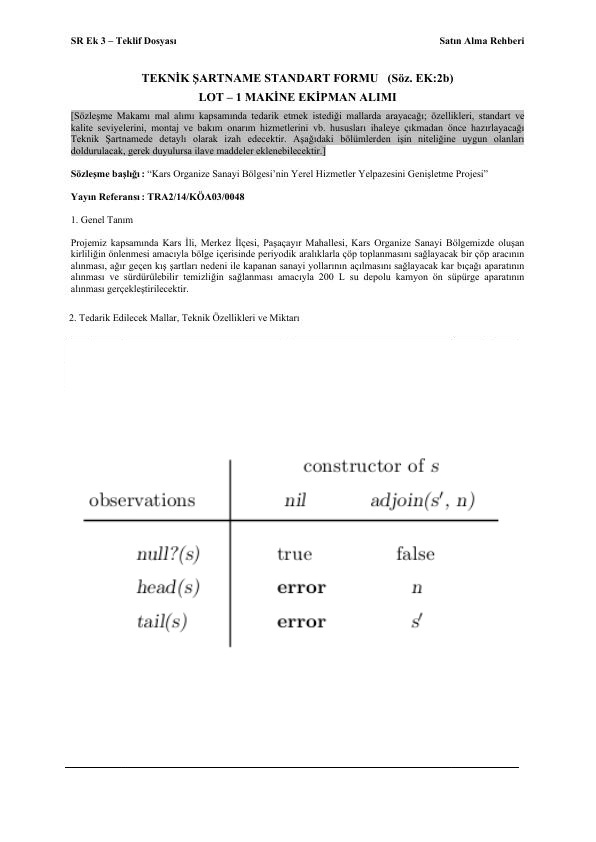 SR Ek 3 – Teklif Dosyası Satın Alma Rehberi
TEKNİK ŞARTNAME STANDART FORMU (Söz. EK:2b)
LOT – 1 MAKİNE EKİPMAN ALIMI
[Sözleşme Makamı mal alımı kapsamında tedarik etmek istediği mallarda arayacağı; özellikleri, standart ve
kalite seviyelerini, montaj ve bakım onarım hizmetlerini vb. hususları ihaleye çıkmadan önce hazırlayacağı
Teknik Şartnamede detaylı olarak izah edecektir. Aşağıdaki bölümlerden işin niteliğine uygun olanları
doldurulacak, gerek duyulursa ilave maddeler eklenebilecektir.]
Sözleşme başlığı : “Kars Organize Sanayi Bölgesi’nin Yerel Hizmetler Yelpazesini Genişletme Projesi”
Yayın Referansı : TRA2/14/KÖA03/0048
1. Genel Tanım
Projemiz kapsamında Kars İli, Merkez İlçesi, Paşaçayır Mahallesi, Kars Organize Sanayi Bölgemizde oluşan
kirliliğin önlenmesi amacıyla bölge içerisinde periyodik aralıklarla çöp toplanmasını sağlayacak bir çöp aracının
alınması, ağır geçen kış şartları nedeni ile kapanan sanayi yollarının açılmasını sağlayacak kar bıçağı aparatının
alınması ve sürdürülebilir temizliğin sağlanması amacıyla 200 L su depolu kamyon ön süpürge aparatının
alınması gerçekleştirilecektir.
2. Tedarik Edilecek Mallar, Teknik Özellikleri ve Miktarı
constructor of s
observations nil adjoin(s′, n)
null?(s) true false
head(s) error n
tail(s) error s′